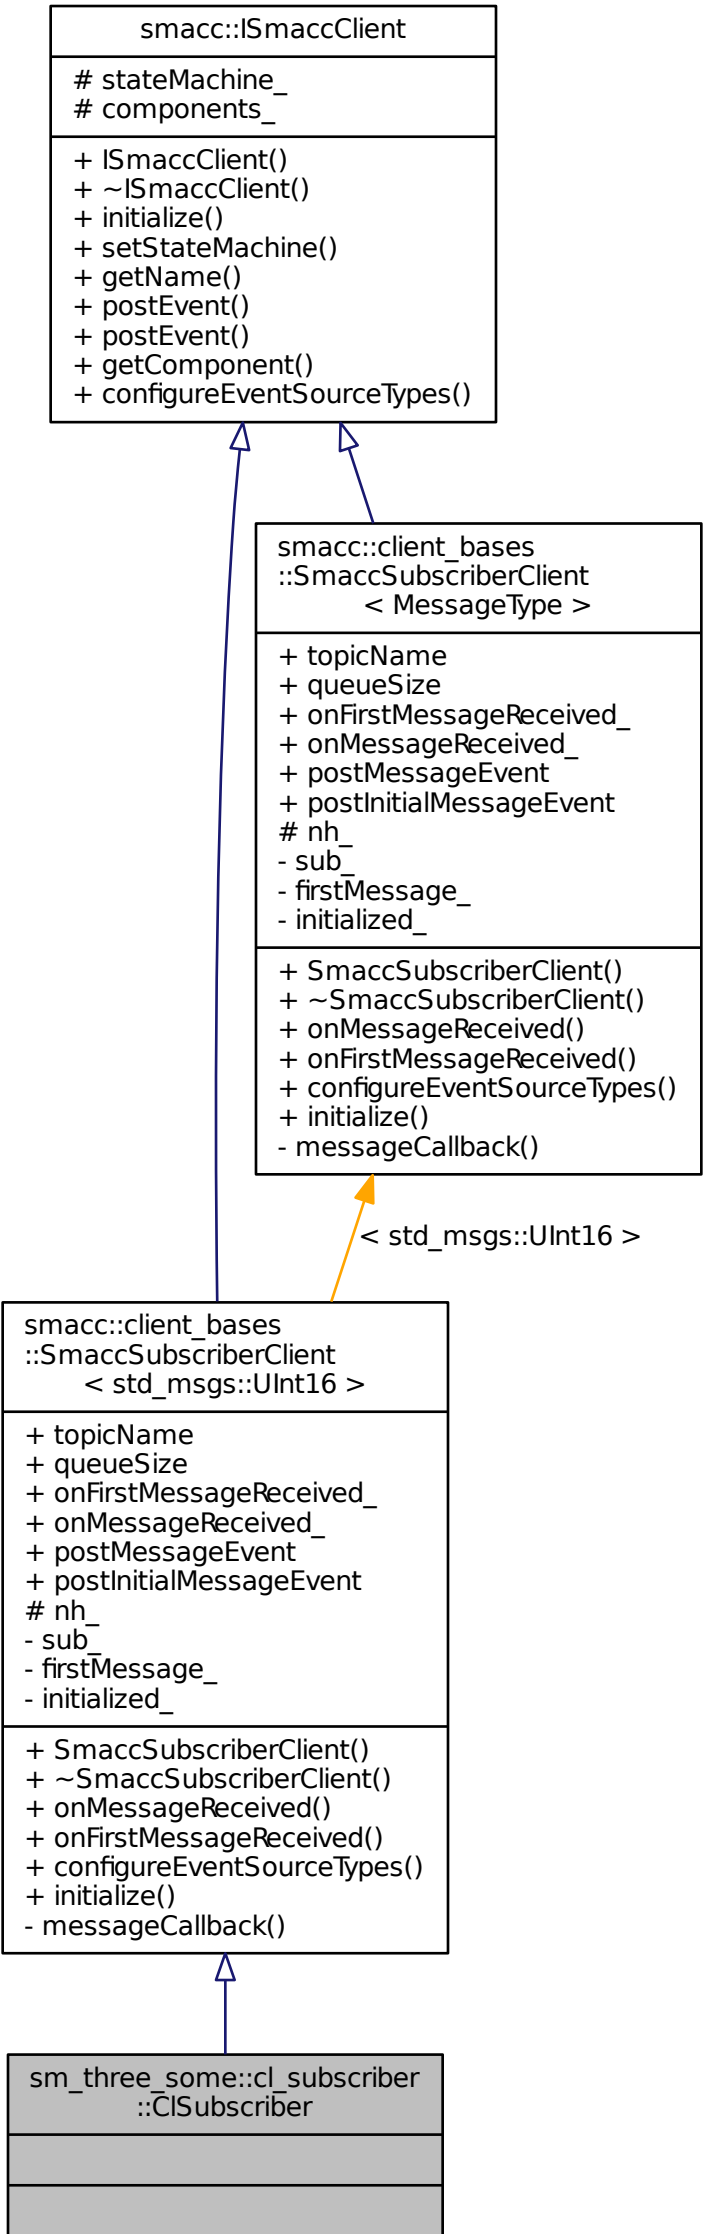 smacc::ISmaccClient
# stateMachine_
# components_
+ ISmaccClient()
+ ~ISmaccClient()
+ initialize()
+ setStateMachine()
+ getName()
+ postEvent()
+ postEvent()
+ getComponent()
+ configureEventSourceTypes()
smacc::client_bases
::SmaccSubscriberClient
< MessageType >
+ topicName
+ queueSize
+ onFirstMessageReceived_
+ onMessageReceived_
+ postMessageEvent
+ postInitialMessageEvent
# nh_
- sub_
- firstMessage_
- initialized_
+ SmaccSubscriberClient()
+ ~SmaccSubscriberClient()
+ onMessageReceived()
+ onFirstMessageReceived()
+ configureEventSourceTypes()
+ initialize()
- messageCallback()
< std_msgs::UInt16 >
smacc::client_bases
::SmaccSubscriberClient
< std_msgs::UInt16 >
+ topicName
+ queueSize
+ onFirstMessageReceived_
+ onMessageReceived_
+ postMessageEvent
+ postInitialMessageEvent
# nh_
- sub_
- firstMessage_
- initialized_
+ SmaccSubscriberClient()
+ ~SmaccSubscriberClient()
+ onMessageReceived()
+ onFirstMessageReceived()
+ configureEventSourceTypes()
+ initialize()
- messageCallback()
sm_three_some::cl_subscriber
::ClSubscriber